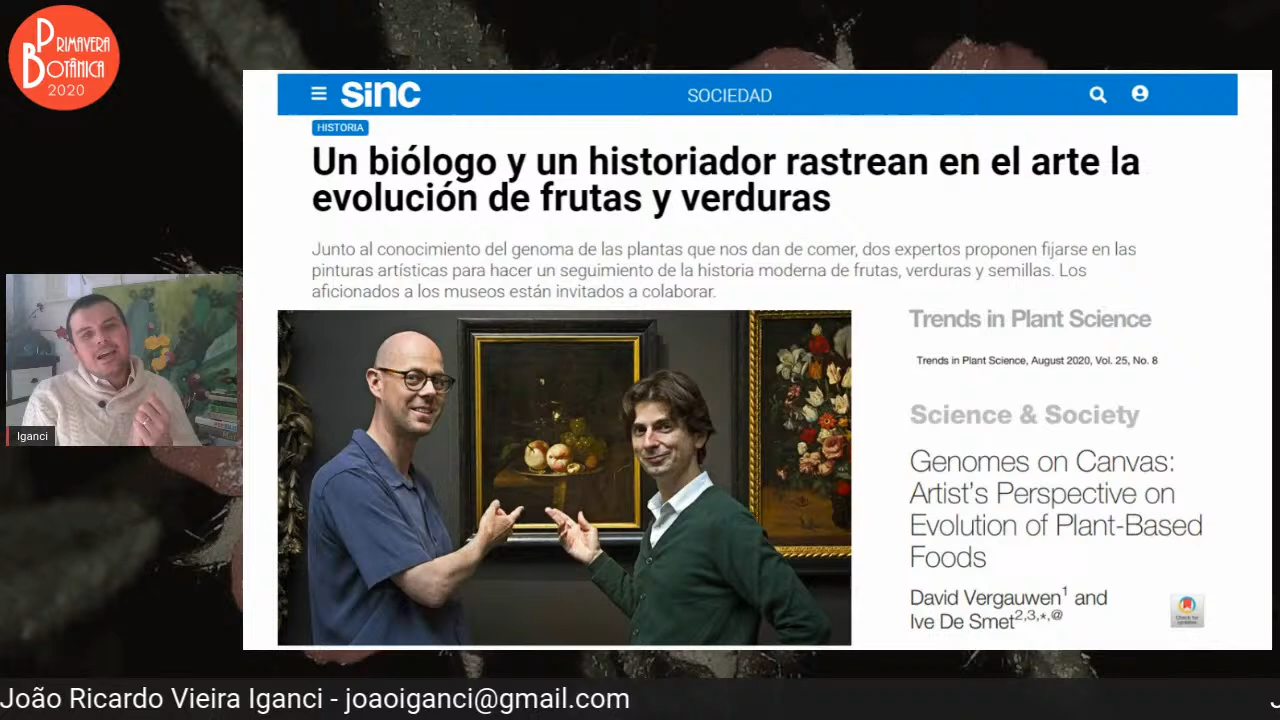 PRIMAVERA
BOTÂNICA
2020
sinc
SOCIEDAD
HISTORIA
Un biólogo y un historiador rastrean en el arte la
evolución de frutas y verduras
Junto al conocimiento del genoma de las plantas que nos dan de comer, dos expertos proponen fijarse en las
pinturas artísticas para hacer un seguimiento de la historia moderna de frutas, verduras y semillas. Los
aficionados a los museos están invitados a colaborar.
Trends in Plant Science
Trends in Plant Science, August 2020, Vol. 25, No. 8
Science & Society
Genomes on Canvas:
Artist's Perspective on
Evolution of Plant-Based
Foods
David Vergauwen1 and
Ive De Smet2,3,*,@
Check for
updates
Iganci
João Ricardo Vieira Iganci - joaoiganci@gmail.com
J